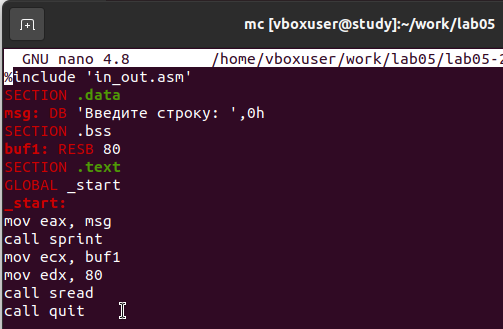 mc [vboxuser@study]:~/work/lab05
GNU nano 4.8 /home/vboxuser/work/lab05/lab05-2
%include 'in_out.asm'
SECTION .data
msg: DB 'Введите строку: ',0h
SECTION .bss
buf1: RESB 80
SECTION .text
GLOBAL _start
_start:
mov eax, msg
call sprint
mov ecx, buf1
mov edx, 80
call sread
call quit